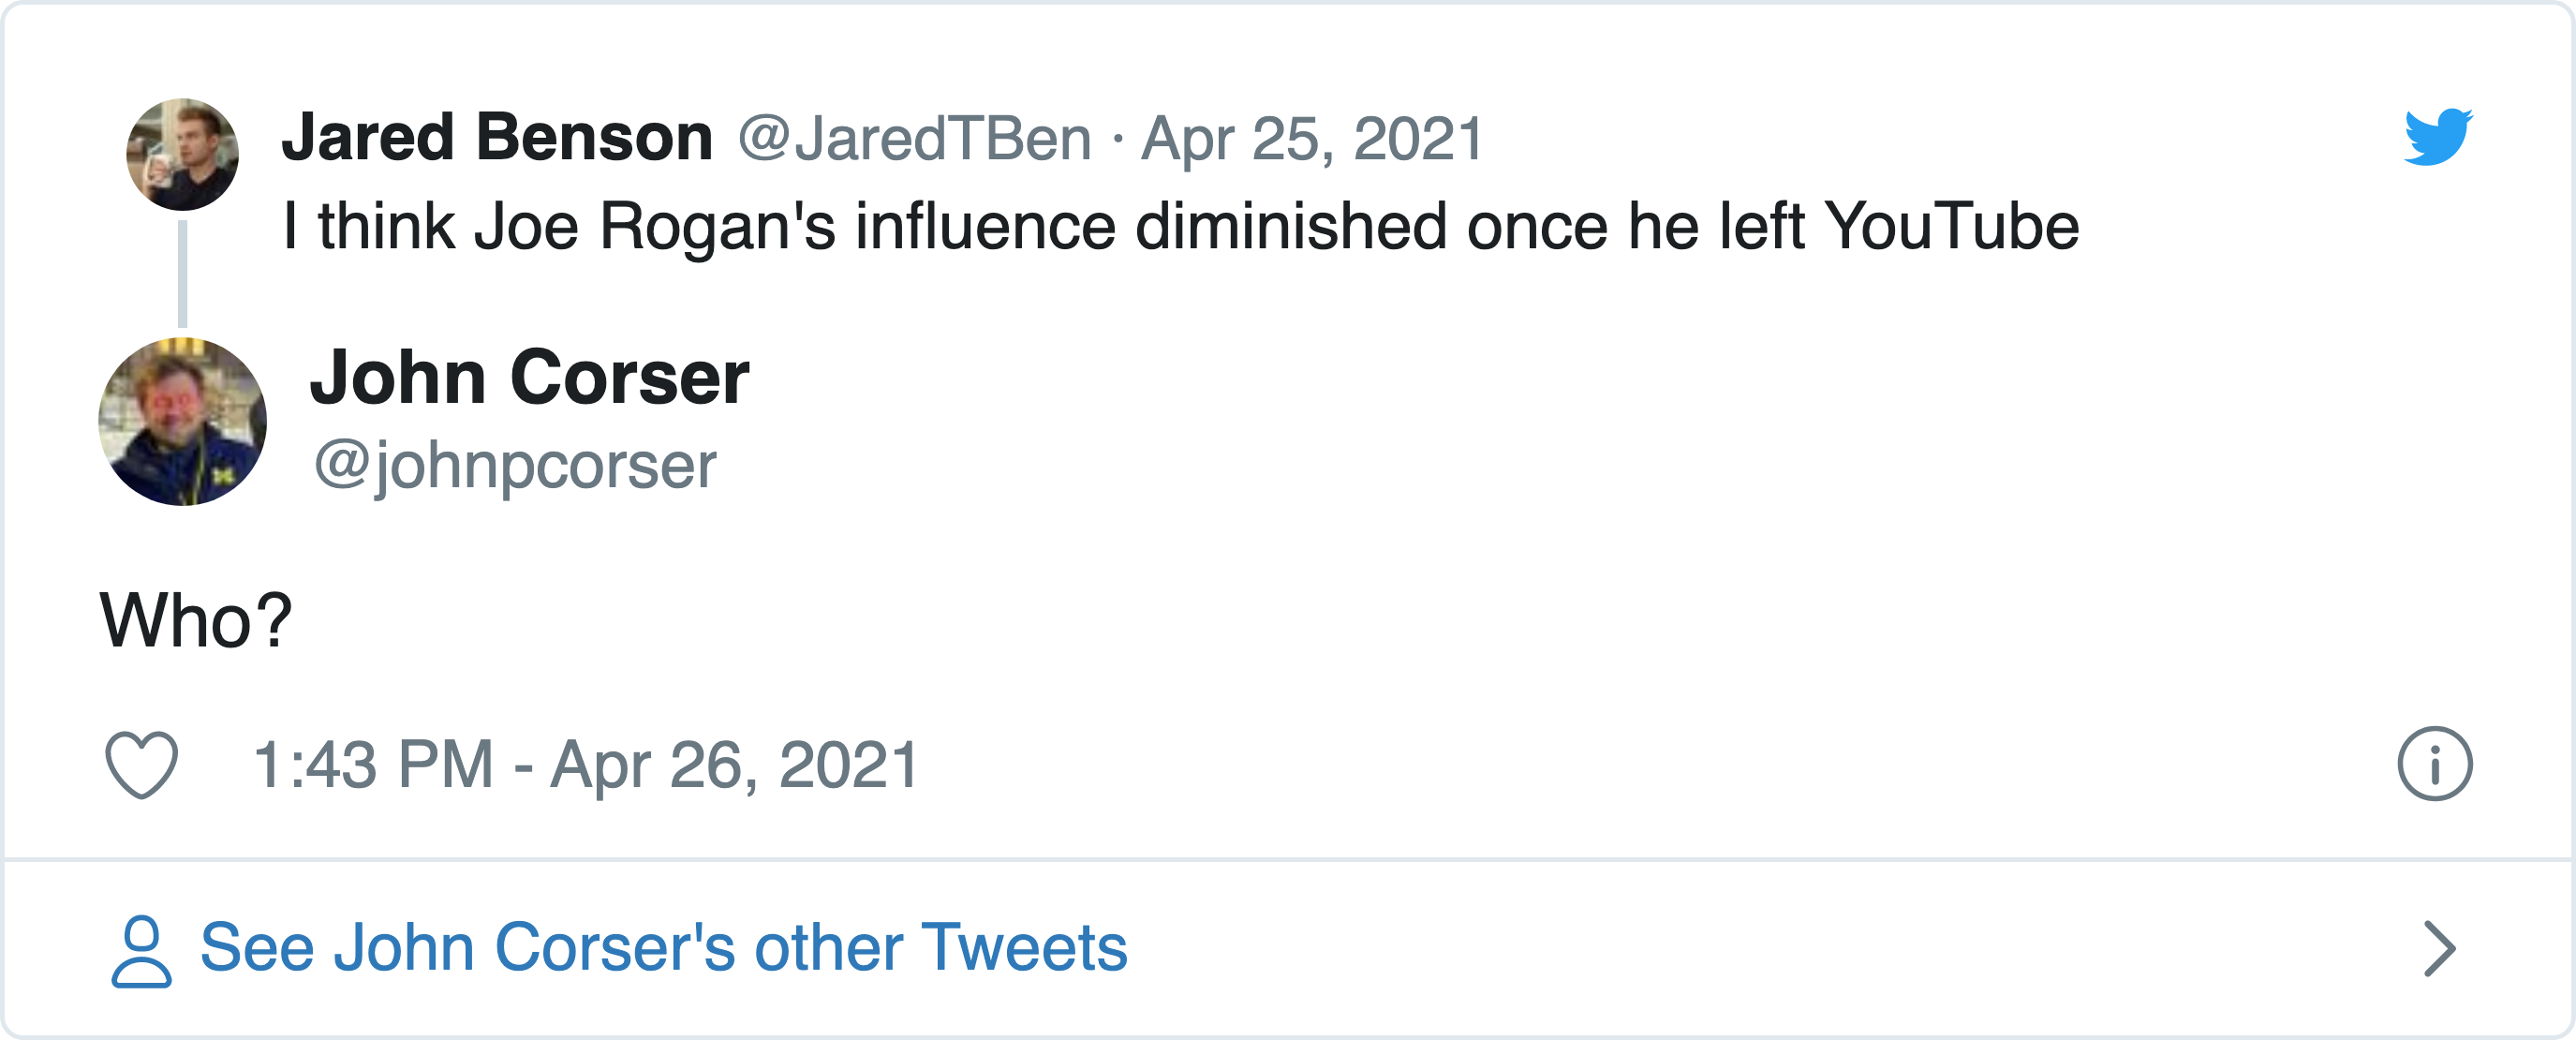 Jared Benson @JaredTBen · Apr 25, 2021
I think Joe Rogan's influence diminished once he left YouTube
John Corser
@johnpcorser
Who?
1:43 PM - Apr 26, 2021
See John Corser's other Tweets